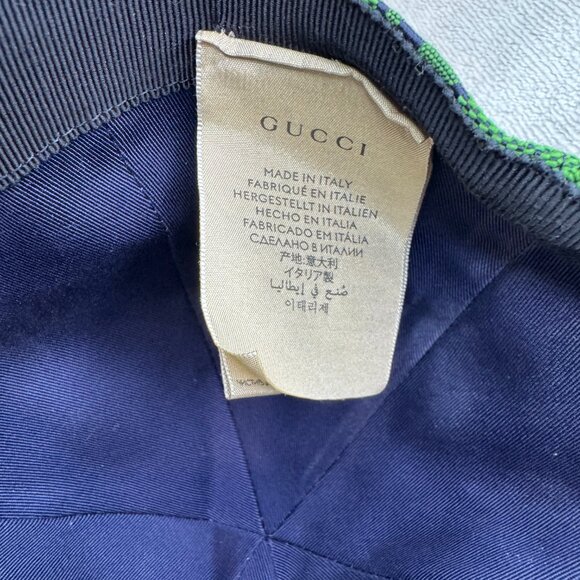 GUCCI
MADE IN ITALY
FABRIQUÉ EN ITALIE
HERGESTELLT IN ITALIEN
HECHO EN ITALIA
FABRICADO EM ITÁLIA
СДЕЛАНО В ИТАЛИИ
产地:意大利
イタリア製
صُنع في إيطاليا
이태리제